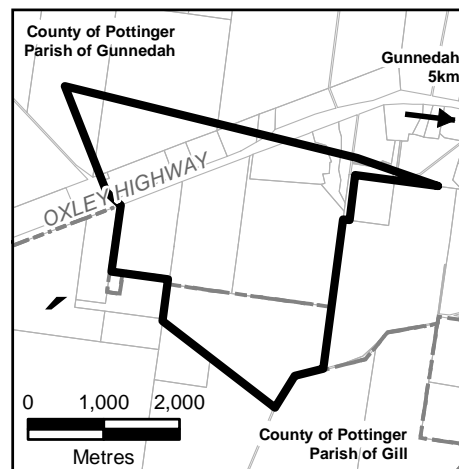 County of Pottinger
Parish of Gunnedah
Gunnedah
5km
OXLEY HIGHWAY
0 1,000 2,000
Metres
County of Pottinger
Parish of Gill